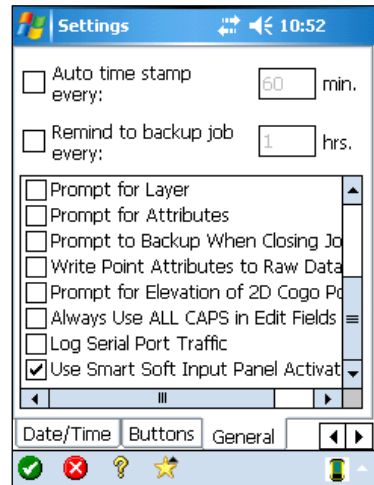 Settings 10:52
Auto time stamp
every:
60 min.
Remind to backup job
every:
1 hrs.
Prompt for Layer
Prompt for Attributes
Prompt to Backup When Closing Jo
Write Point Attributes to Raw Data
Prompt for Elevation of 2D Cogo Po
Always Use ALL CAPS in Edit Fields
Log Serial Port Traffic
Use Smart Soft Input Panel Activat
Date/Time Buttons General